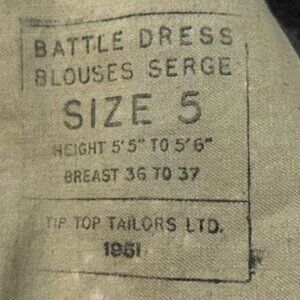 BATTLE DRESS
BLOUSES SERGE
SIZE 5
HEIGHT 5'5" TO 5'6"
BREAST 36 TO 37
TIP TOP TAILORS LTD.
1951